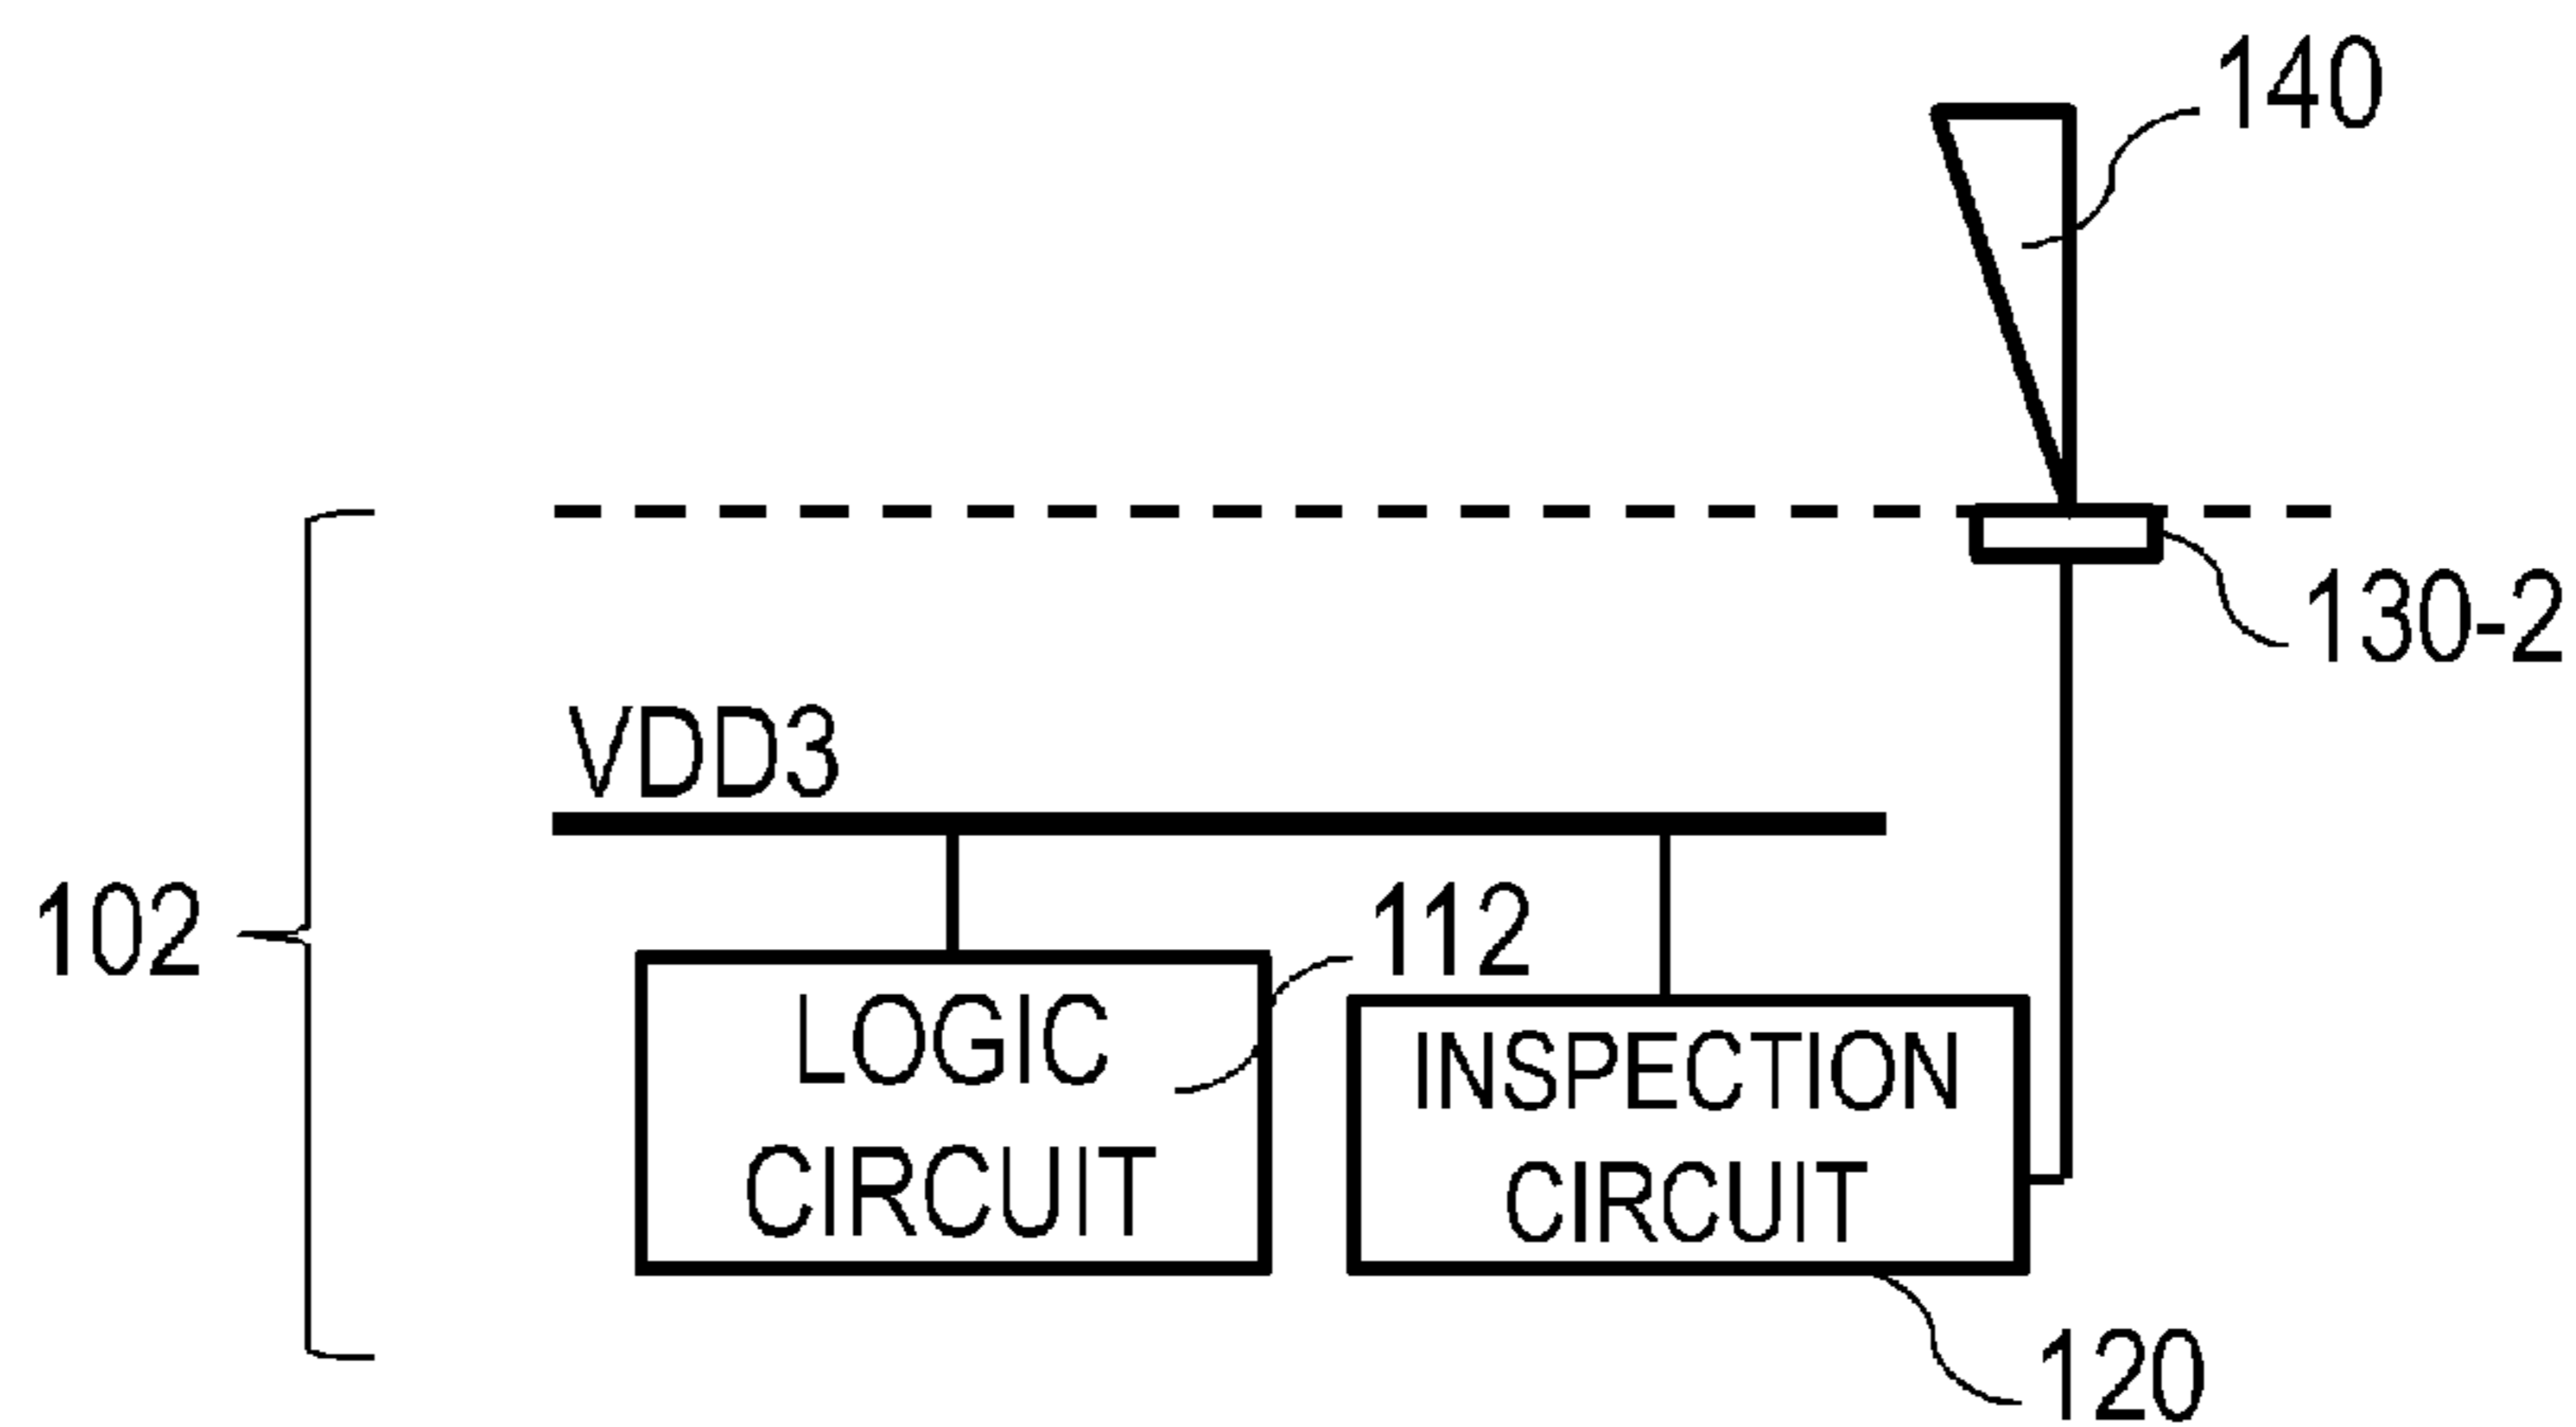 140
130-2
VDD3
102
112
LOGIC
CIRCUIT
INSPECTION
CIRCUIT
120